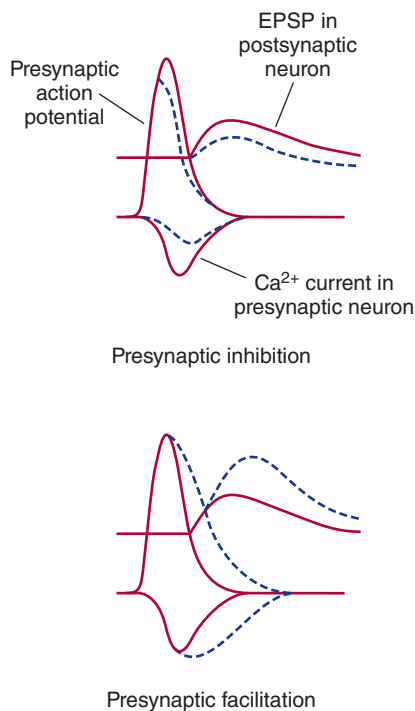 Presynaptic
action
potential
EPSP in
postsynaptic
neuron
Ca²⁺ current in
presynaptic neuron
Presynaptic inhibition
Presynaptic facilitation